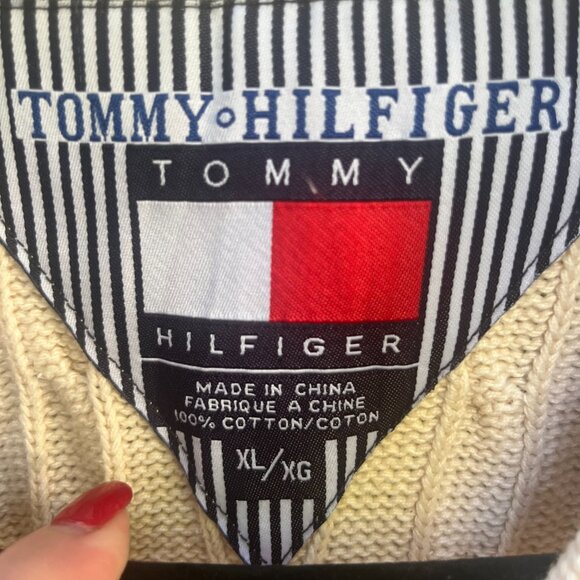 TOMMY HILFIGER
TOMMY
HILFIGER
MADE IN CHINA
FABRIQUE A CHINE
100% COTTON/COTON
XL/XG